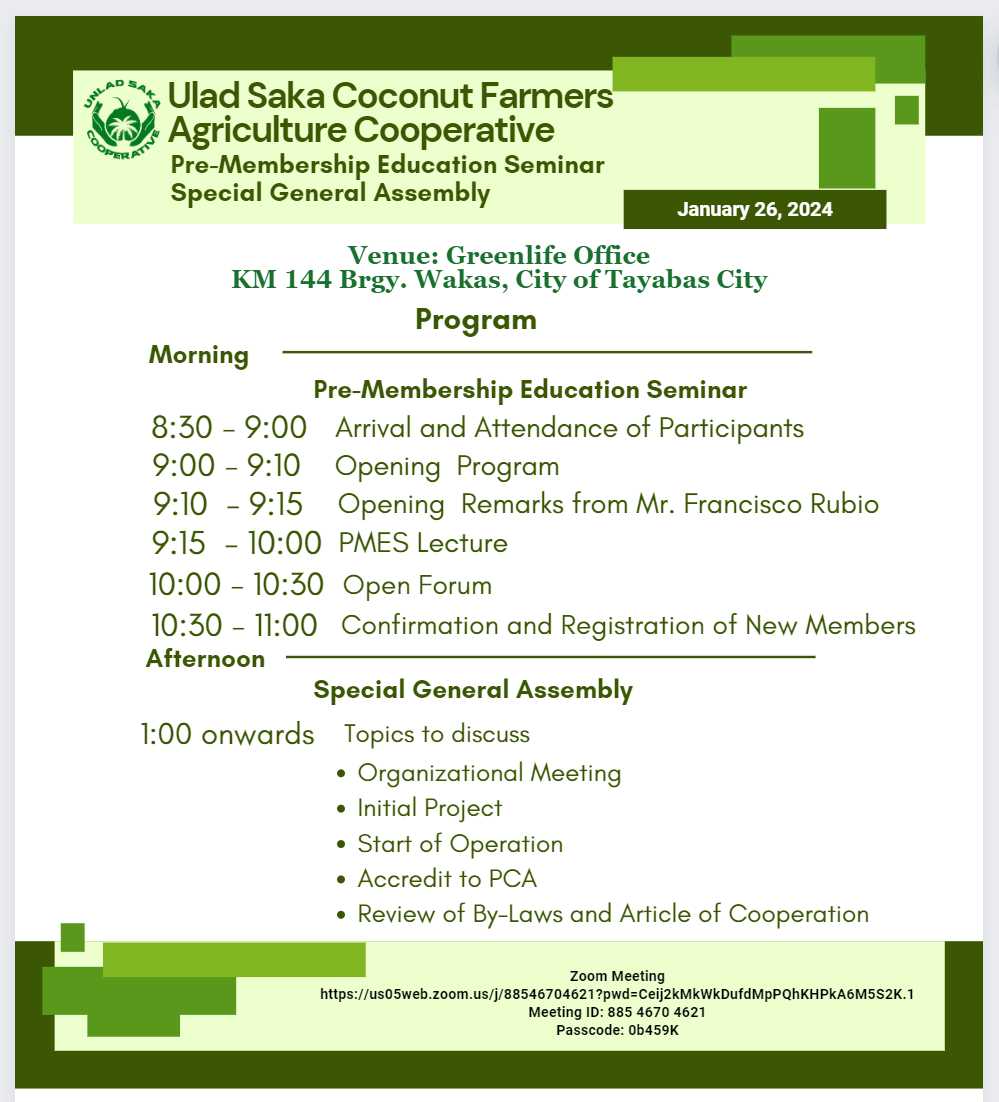 UNLAD SAKA
COOPERATIVE
Ulad Saka Coconut Farmers
Agriculture Cooperative
Pre-Membership Education Seminar
Special General Assembly
January 26, 2024
Venue: Greenlife Office
KM 144 Brgy. Wakas, City of Tayabas City
Program
Morning
Pre-Membership Education Seminar
8:30 - 9:00 Arrival and Attendance of Participants
9:00 - 9:10 Opening Program
9:10 - 9:15 Opening Remarks from Mr. Francisco Rubio
9:15 - 10:00 PMES Lecture
10:00 - 10:30 Open Forum
10:30 - 11:00 Confirmation and Registration of New Members
Afternoon
Special General Assembly
1:00 onwards Topics to discuss
• Organizational Meeting
• Initial Project
• Start of Operation
• Accredit to PCA
• Review of By-Laws and Article of Cooperation
Zoom Meeting
https://us05web.zoom.us/j/88546704621?pwd=Ceij2kMkWkDufdMpPQhKHPkA6M5S2K.1
Meeting ID: 885 4670 4621
Passcode: 0b459K